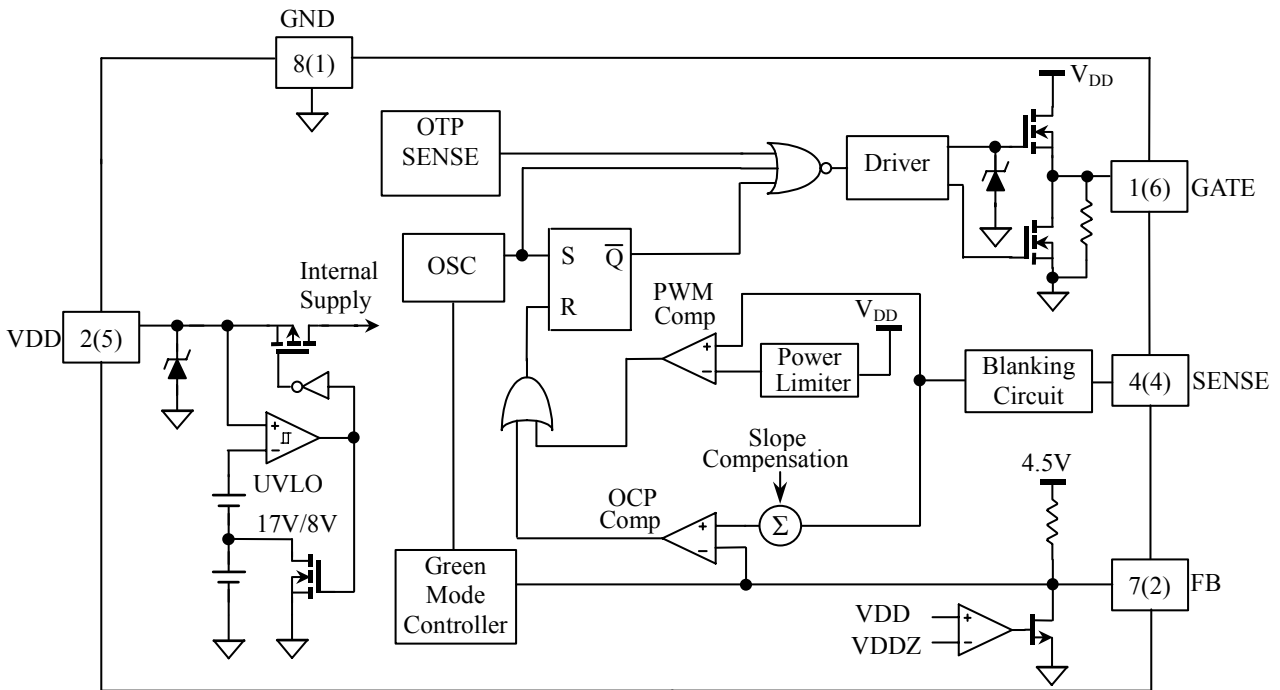 GND
8(1)
V_DD
OTP
SENSE
Driver
1(6)
GATE
OSC
S
Q̅
R
Internal
Supply
VDD
2(5)
PWM
Comp
V_DD
+
−
Power
Limiter
Blanking
Circuit
4(4)
SENSE
+
−
UVLO
17V/8V
Slope
Compensation
4.5V
OCP
Comp
+
−
Σ
Green
Mode
Controller
7(2)
FB
VDD
VDDZ
+
−